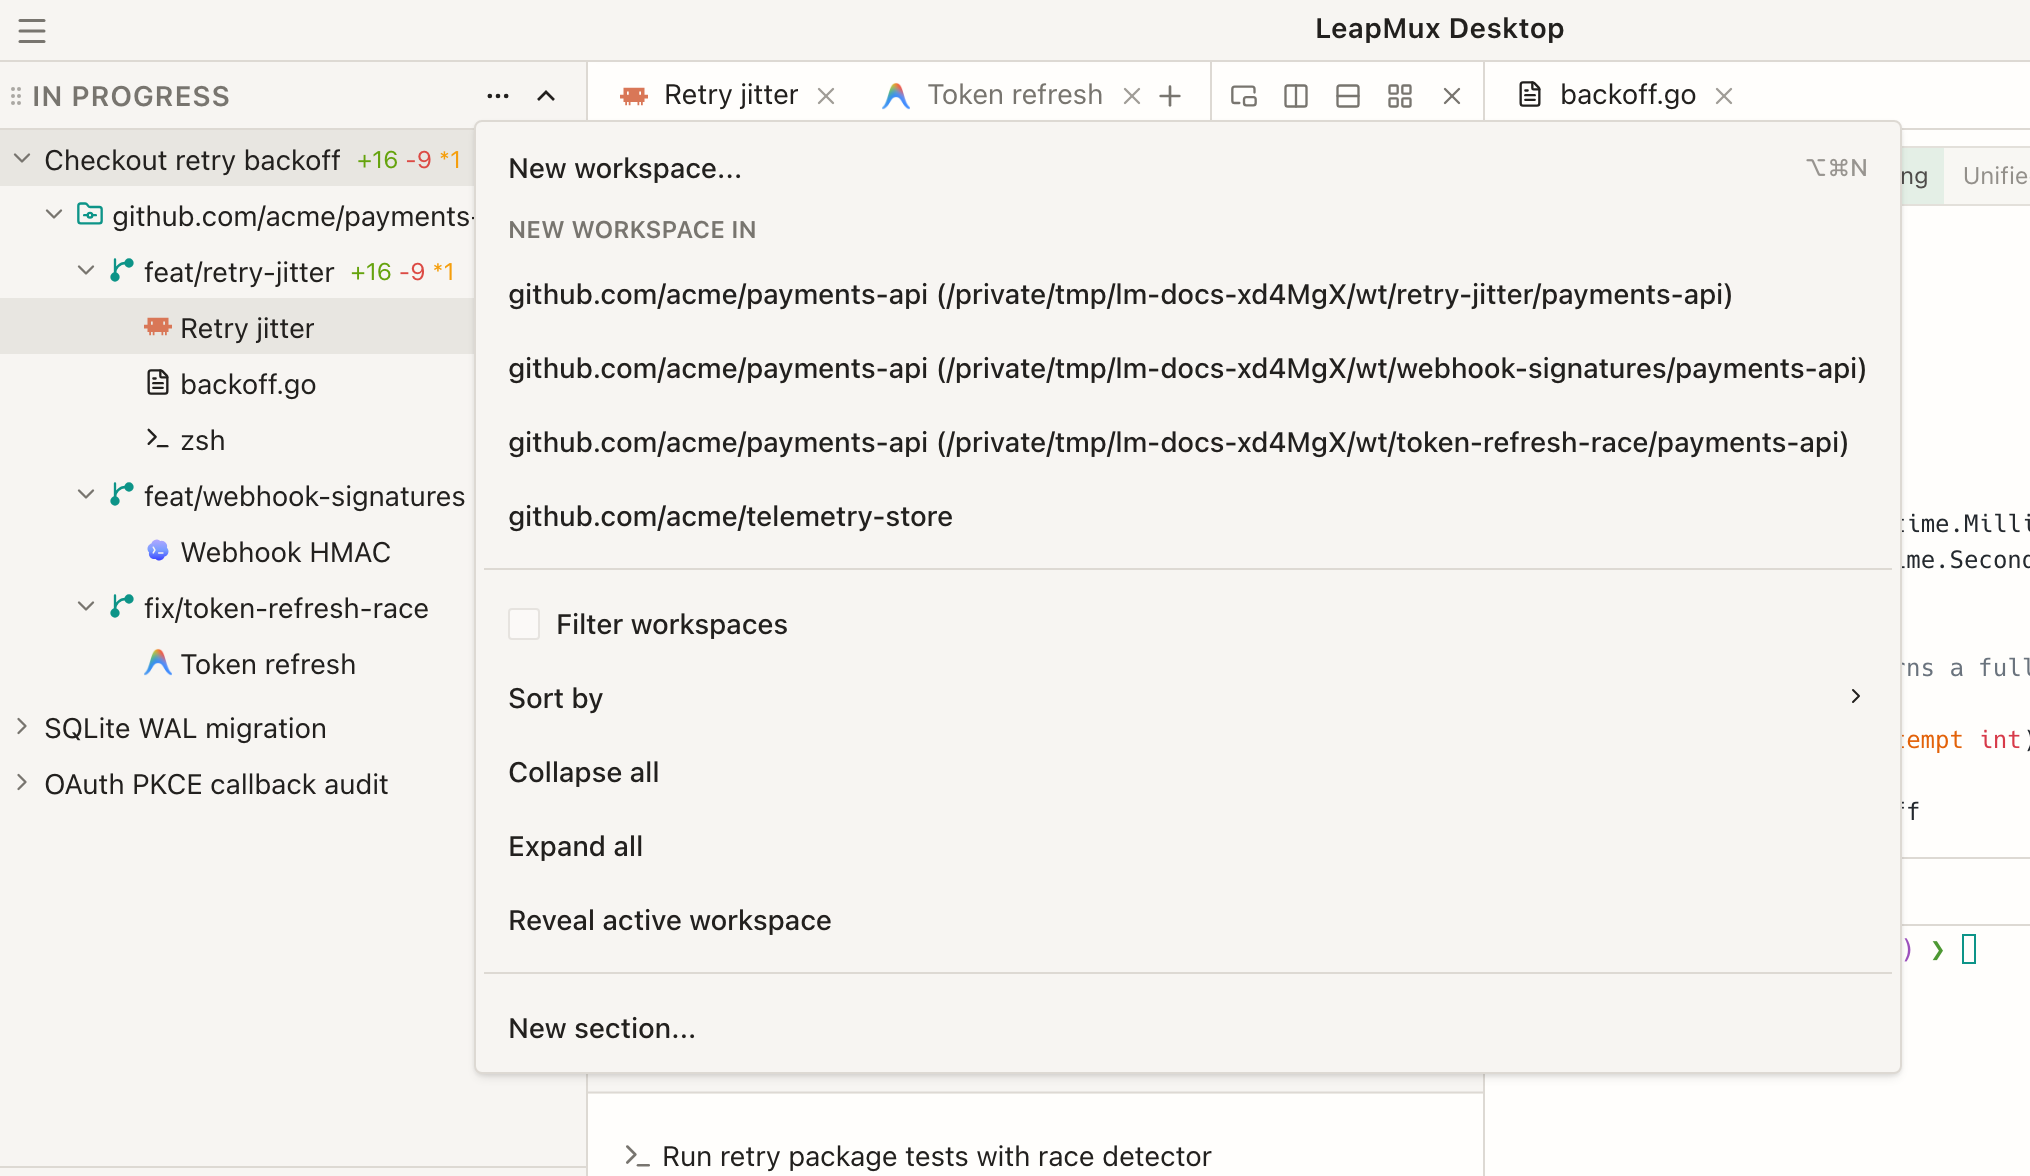 LeapMux Desktop
IN PROGRESS
Retry jitter
Token refresh
backoff.go
Checkout retry backoff +16 -9 *1
github.com/acme/payments-
feat/retry-jitter +16 -9 *1
Retry jitter
backoff.go
zsh
feat/webhook-signatures
Webhook HMAC
fix/token-refresh-race
Token refresh
SQLite WAL migration
OAuth PKCE callback audit
New workspace... ⌥⌘N
NEW WORKSPACE IN
github.com/acme/payments-api (/private/tmp/lm-docs-xd4MgX/wt/retry-jitter/payments-api)
github.com/acme/payments-api (/private/tmp/lm-docs-xd4MgX/wt/webhook-signatures/payments-api)
github.com/acme/payments-api (/private/tmp/lm-docs-xd4MgX/wt/token-refresh-race/payments-api)
github.com/acme/telemetry-store
Filter workspaces
Sort by
Collapse all
Expand all
Reveal active workspace
New section...
ng Unifie
ime.Milli
me.Second
ns a full
empt int)
f
) ❯
Run retry package tests with race detector